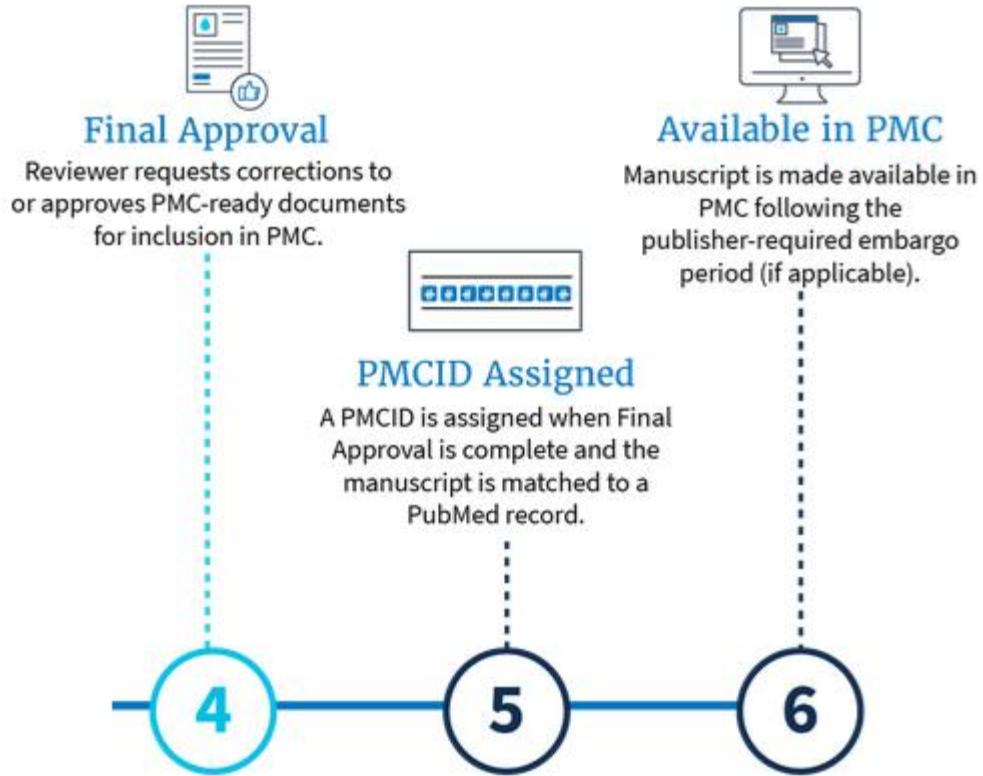 Final Approval
Reviewer requests corrections to
or approves PMC-ready documents
for inclusion in PMC.
PMCID Assigned
A PMCID is assigned when Final
Approval is complete and the
manuscript is matched to a
PubMed record.
Available in PMC
Manuscript is made available in
PMC following the
publisher-required embargo
period (if applicable).
4
5
6